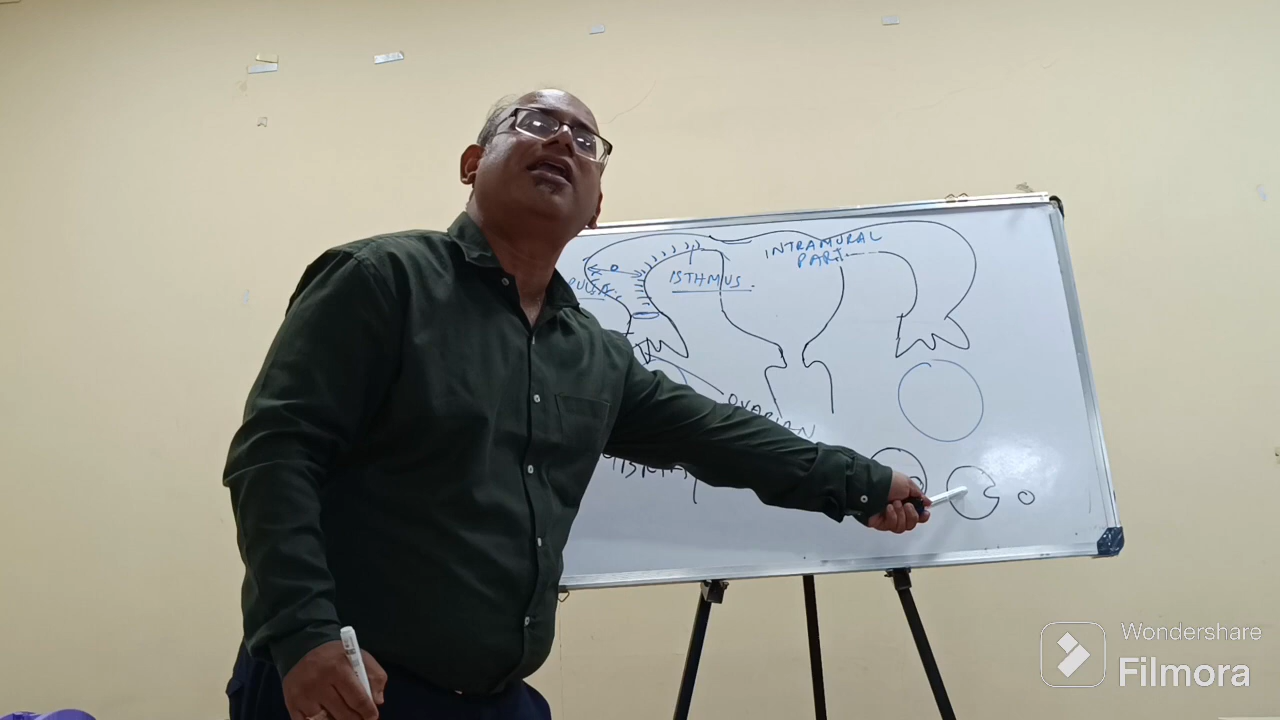 INTRAMURAL
PART
ISTHMUS.
OVARIAN
Wondershare
Filmora